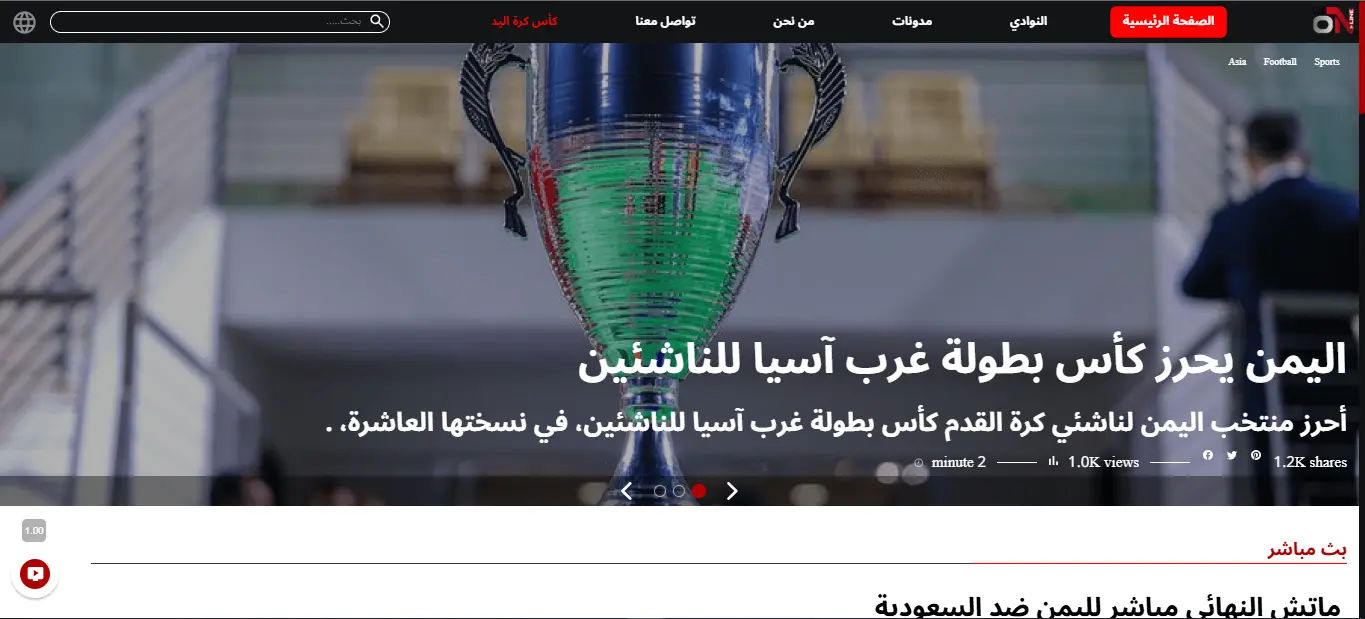 ON LINE
الصفحة الرئيسية
النوادي
مدونات
من نحن
تواصل معنا
كأس كرة اليد
بحث.....
Sports
Football
Asia
اليمن يحرز كأس بطولة غرب آسيا للناشئين
أحرز منتخب اليمن لناشئي كرة القدم كأس بطولة غرب آسيا للناشئين، في نسختها العاشرة، .
1.2K shares
1.0K views
minute 2
1.00
بث مباشر
ماتش النهائي مباشر لليمن ضد السعودية